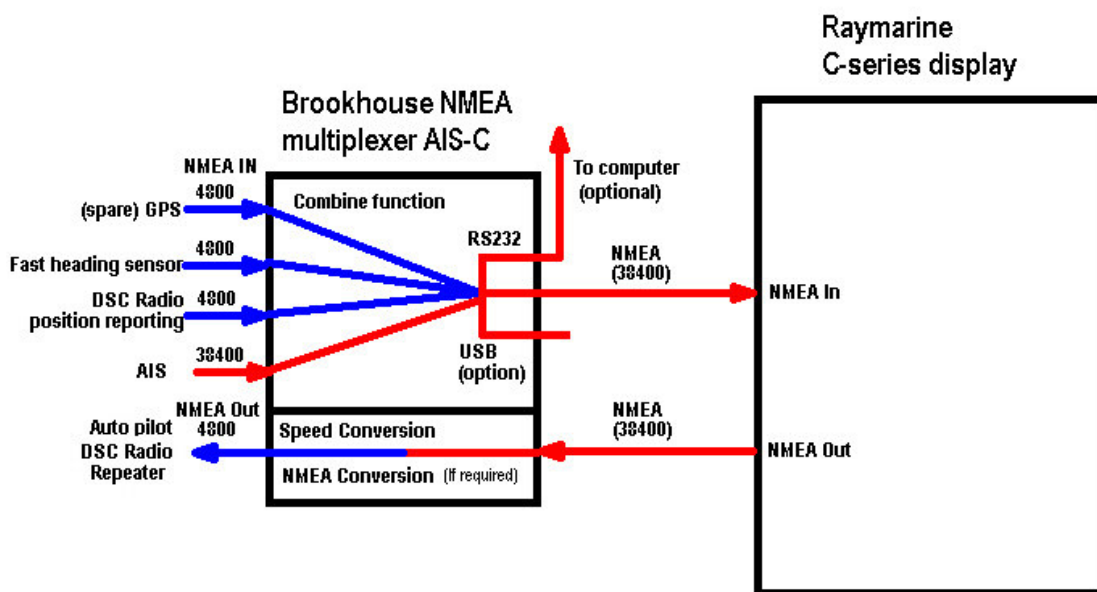 Raymarine
C-series display
Brookhouse NMEA
multiplexer AIS-C
NMEA IN
4800
(spare) GPS
Combine function
To computer
(optional)
RS232
4800
Fast heading sensor
NMEA
(38400)
DSC Radio
position reporting
4800
NMEA In
38400
AIS
USB
(option)
NMEA Out
4800
Auto pilot
DSC Radio
Repeater
Speed Conversion
NMEA Conversion (If required)
NMEA
(38400)
NMEA Out